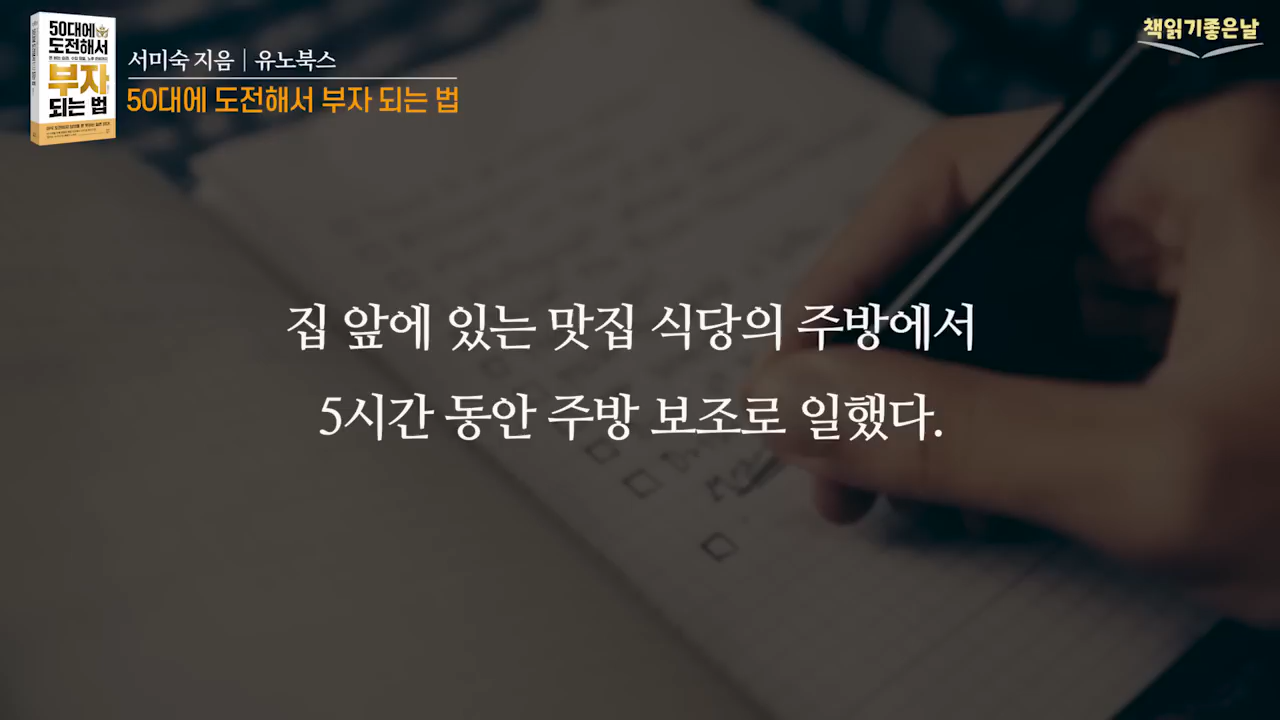 50대에
도전해서
부자
되는 법
서미숙 지음 | 유노북스
50대에 도전해서 부자 되는 법
책읽기좋은날
집 앞에 있는 맛집 식당의 주방에서
5시간 동안 주방 보조로 일했다.